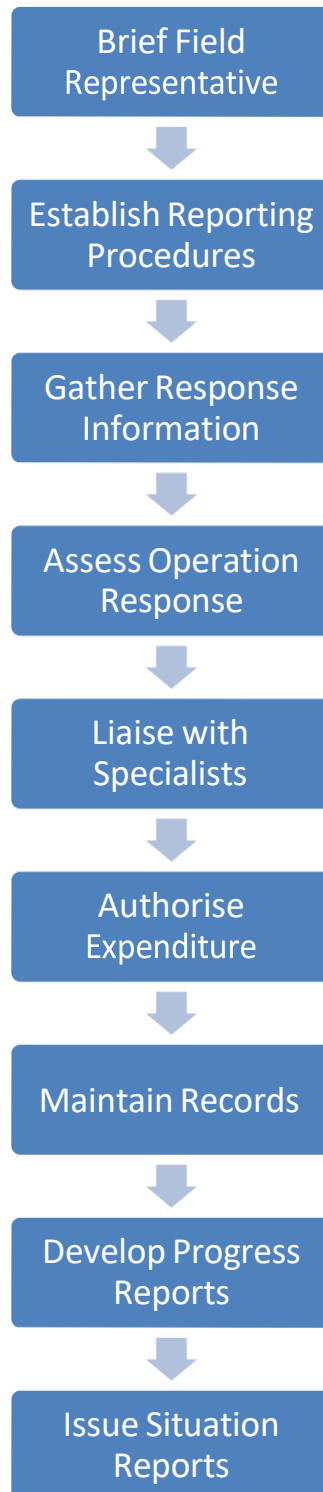 Brief Field
Representative
Establish Reporting
Procedures
Gather Response
Information
Assess Operation
Response
Liaise with
Specialists
Authorise
Expenditure
Maintain Records
Develop Progress
Reports
Issue Situation
Reports